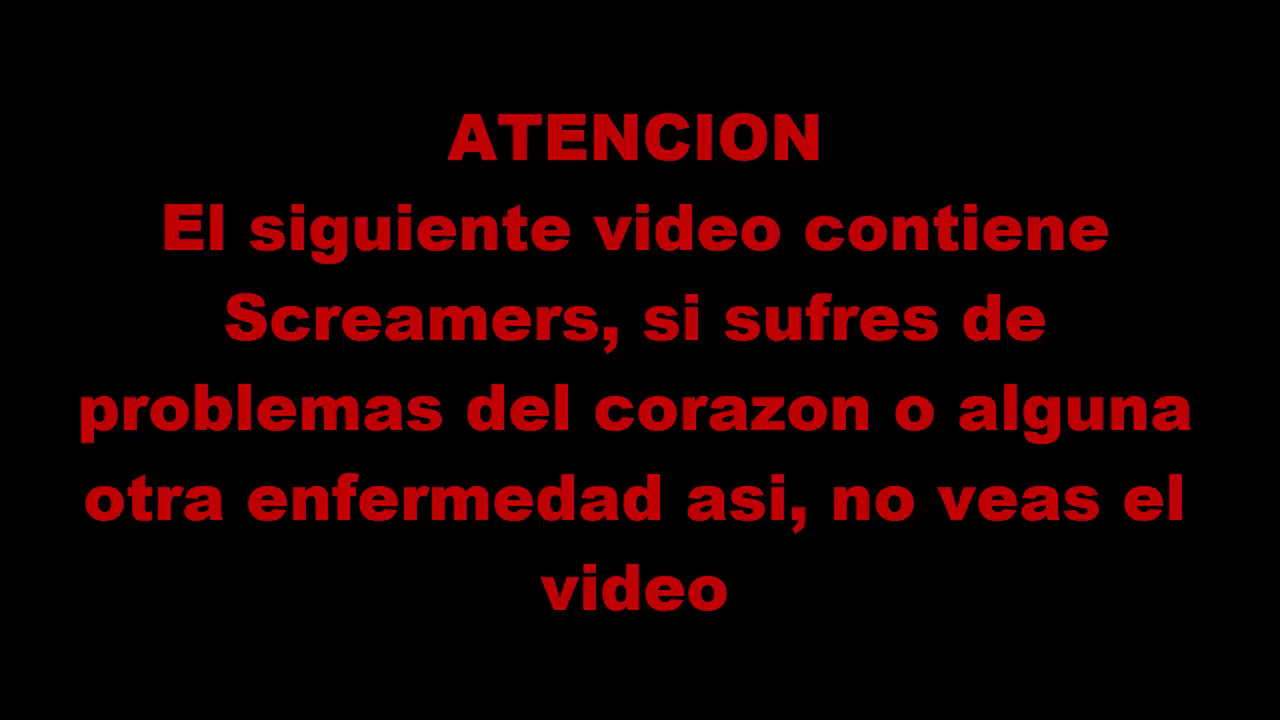 ATENCION
El siguiente video contiene
Screamers, si sufres de
problemas del corazon o alguna
otra enfermedad asi, no veas el
video